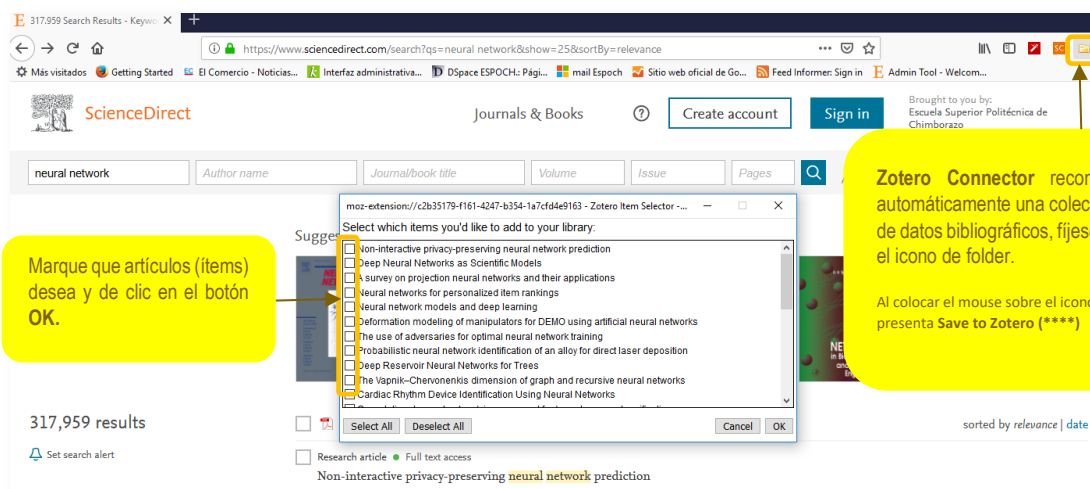 317.959 Search Results - Keywo
https://www.sciencedirect.com/search?qs=neural network&show=25&sortBy=relevance
Más visitados Getting Started El Comercio - Noticias... Interfaz administrativa... DSpace ESPOCH.: Pági... mail Espoch Sitio web oficial de Go... Feed Informer: Sign in Admin Tool - Welcom...
ScienceDirect
Journals & Books
Create account
Sign in
Brought to you by:
Escuela Superior Politécnica de
Chimborazo
neural network Author name Journal/book title Volume Issue Pages
Zotero Connector recor
automáticamente una colec
de datos bibliográficos, fíjes
el icono de folder.
Al colocar el mouse sobre el icono
presenta Save to Zotero (****)
Sugges
Marque que artículos (ítems)
desea y de clic en el botón
OK.
moz-extension://c2b35179-f161-4247-b354-1a7cfd4e9163 - Zotero Item Selector -...
Select which items you'd like to add to your library:
Non-interactive privacy-preserving neural network prediction
Deep Neural Networks as Scientific Models
A survey on projection neural networks and their applications
Neural networks for personalized item rankings
Neural network models and deep learning
Deformation modeling of manipulators for DEMO using artificial neural networks
The use of adversaries for optimal neural network training
Probabilistic neural network identification of an alloy for direct laser deposition
Deep Reservoir Neural Networks for Trees
The Vapnik–Chervonenkis dimension of graph and recursive neural networks
Cardiac Rhythm Device Identification Using Neural Networks
Select All Deselect All Cancel OK
317,959 results
sorted by relevance | date
Set search alert
Research article Full text access
Non-interactive privacy-preserving neural network prediction